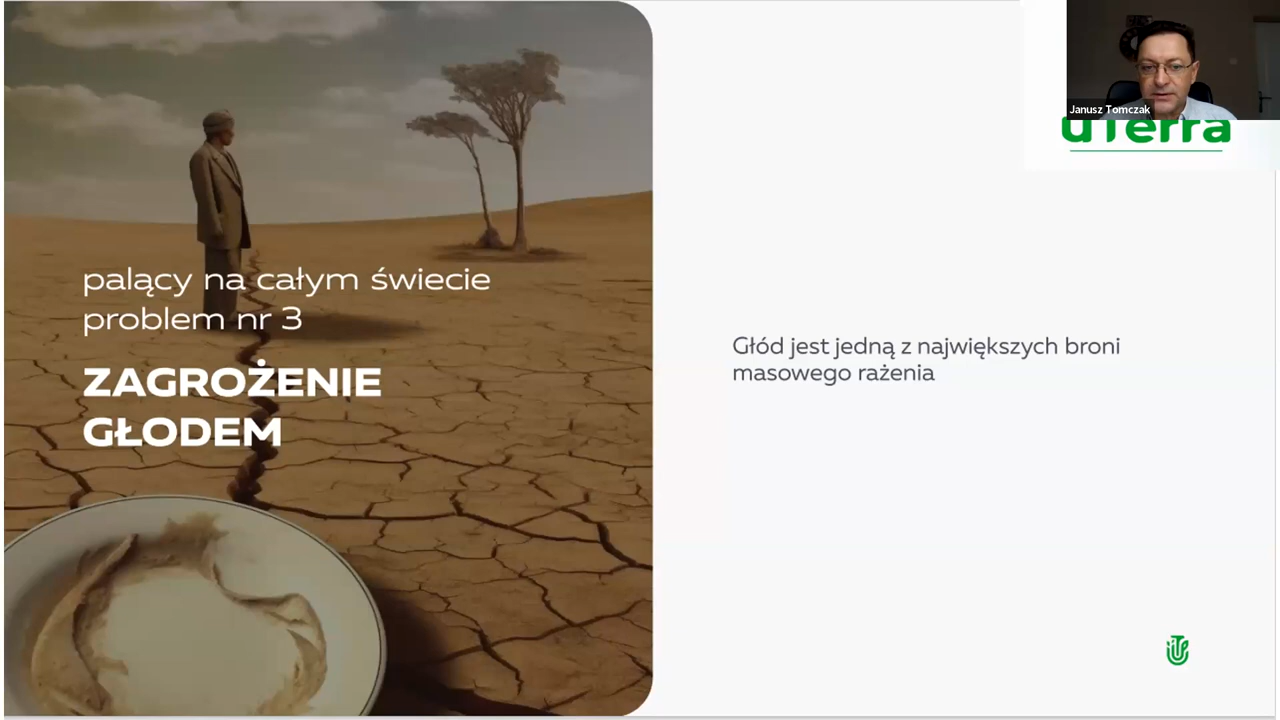 palący na całym świecie
problem nr 3
ZAGROŻENIE
GŁODEM
Głód jest jedną z największych broni
masowego rażenia
Janusz Tomczak
uTerra